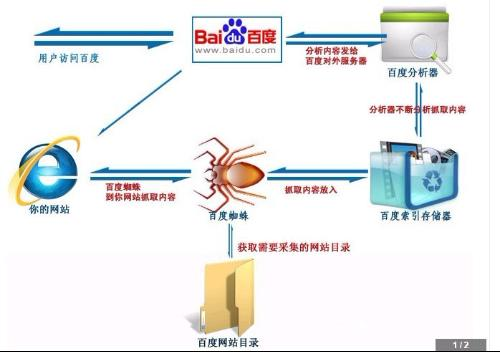 Bai du 百度
www.baidu.com
用户访问百度
分析内容发给
百度对外服务器
百度分析器
分析器不断分析抓取内容
你的网站
百度蜘蛛
到你网站抓取内容
百度蜘蛛
抓取内容放入
百度索引存储器
获取需要采集的网站目录
百度网站目录
1 / 2